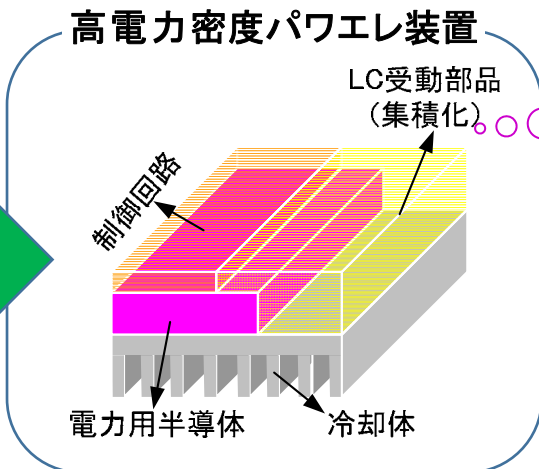 高電力密度パワエレ装置
LC受動部品
（集積化）
制御回路
電力用半導体
冷却体